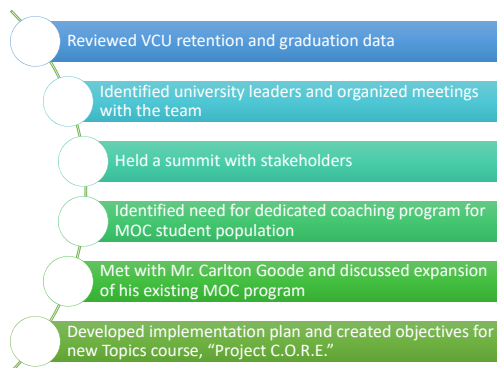 Reviewed VCU retention and graduation data
Identified university leaders and organized meetings
with the team
Held a summit with stakeholders
Identified need for dedicated coaching program for
MOC student population
Met with Mr. Carlton Goode and discussed expansion
of his existing MOC program
Developed implementation plan and created objectives for
new Topics course, “Project C.O.R.E.”